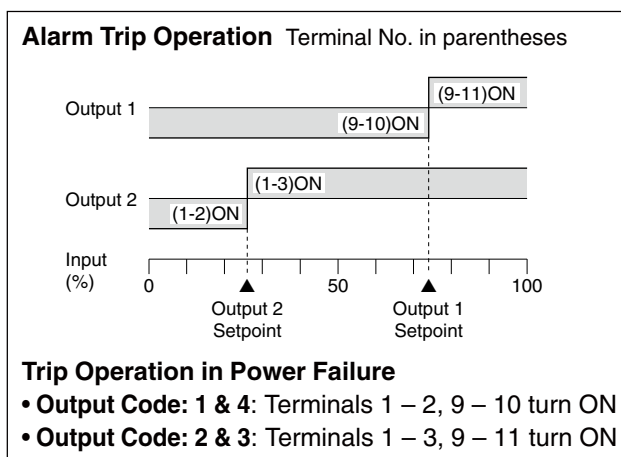 Alarm Trip Operation Terminal No. in parentheses
(9-11)ON
Output 1
(9-10)ON
(1-3)ON
Output 2
(1-2)ON
Input
(%)
0 50 100
Output 2
Setpoint
Output 1
Setpoint
Trip Operation in Power Failure
• Output Code: 1 & 4: Terminals 1 – 2, 9 – 10 turn ON
• Output Code: 2 & 3: Terminals 1 – 3, 9 – 11 turn ON